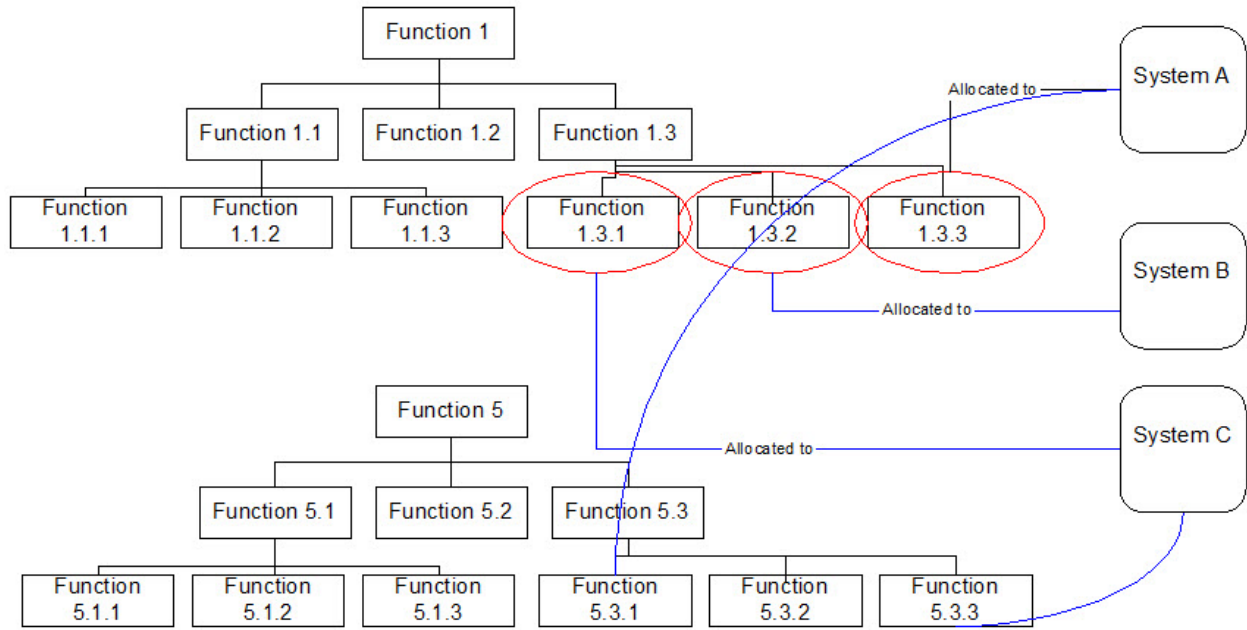 Function 1
System A
Allocated to
Function 1.1
Function 1.2
Function 1.3
Function
1.1.1
Function
1.1.2
Function
1.1.3
Function
1.3.1
Function
1.3.2
Function
1.3.3
System B
Allocated to
Function 5
System C
Allocated to
Function 5.1
Function 5.2
Function 5.3
Function
5.1.1
Function
5.1.2
Function
5.1.3
Function
5.3.1
Function
5.3.2
Function
5.3.3